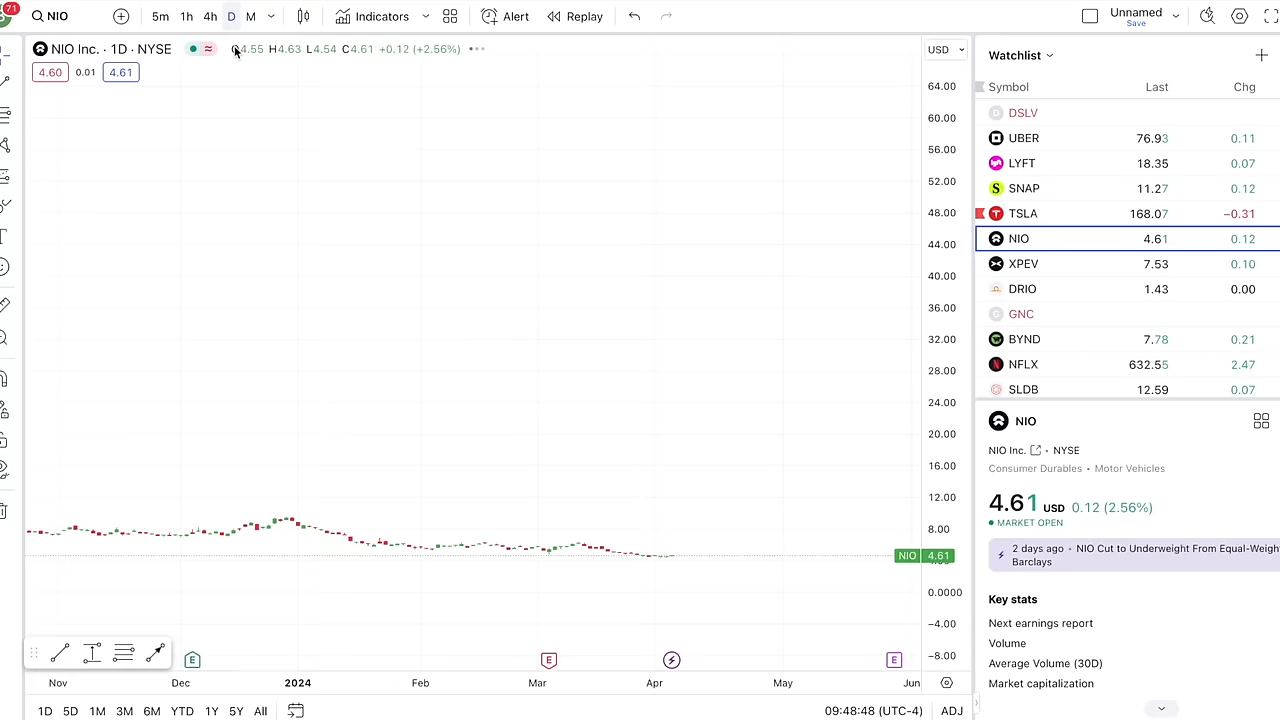 71
NIO 5m 1h 4h D M Indicators Alert Replay Unnamed
Save
NIO Inc. · 1D · NYSE 4.55 H4.63 L4.54 C4.61 +0.12 (+2.56%) USD
4.60 0.01 4.61
64.00
60.00
56.00
52.00
48.00
44.00
40.00
36.00
32.00
28.00
24.00
20.00
16.00
12.00
8.00
NIO 4.61
0.0000
−4.00
−8.00
E E E
Nov Dec 2024 Feb Mar Apr May Jun
1D 5D 1M 3M 6M YTD 1Y 5Y All 09:48:48 (UTC-4) ADJ
Watchlist
Symbol Last Chg
D DSLV
UBER 76.93 0.11
LYFT 18.35 0.07
S SNAP 11.27 0.12
TSLA 168.07 −0.31
NIO 4.61 0.12
XPEV 7.53 0.10
DRIO 1.43 0.00
G GNC
BYND 7.78 0.21
N NFLX 632.55 2.47
SLDB 12.59 0.07
NIO
NIO Inc. • NYSE
Consumer Durables • Motor Vehicles
4.61 USD 0.12 (2.56%)
MARKET OPEN
2 days ago • NIO Cut to Underweight From Equal-Weigh
Barclays
Key stats
Next earnings report
Volume
Average Volume (30D)
Market capitalization